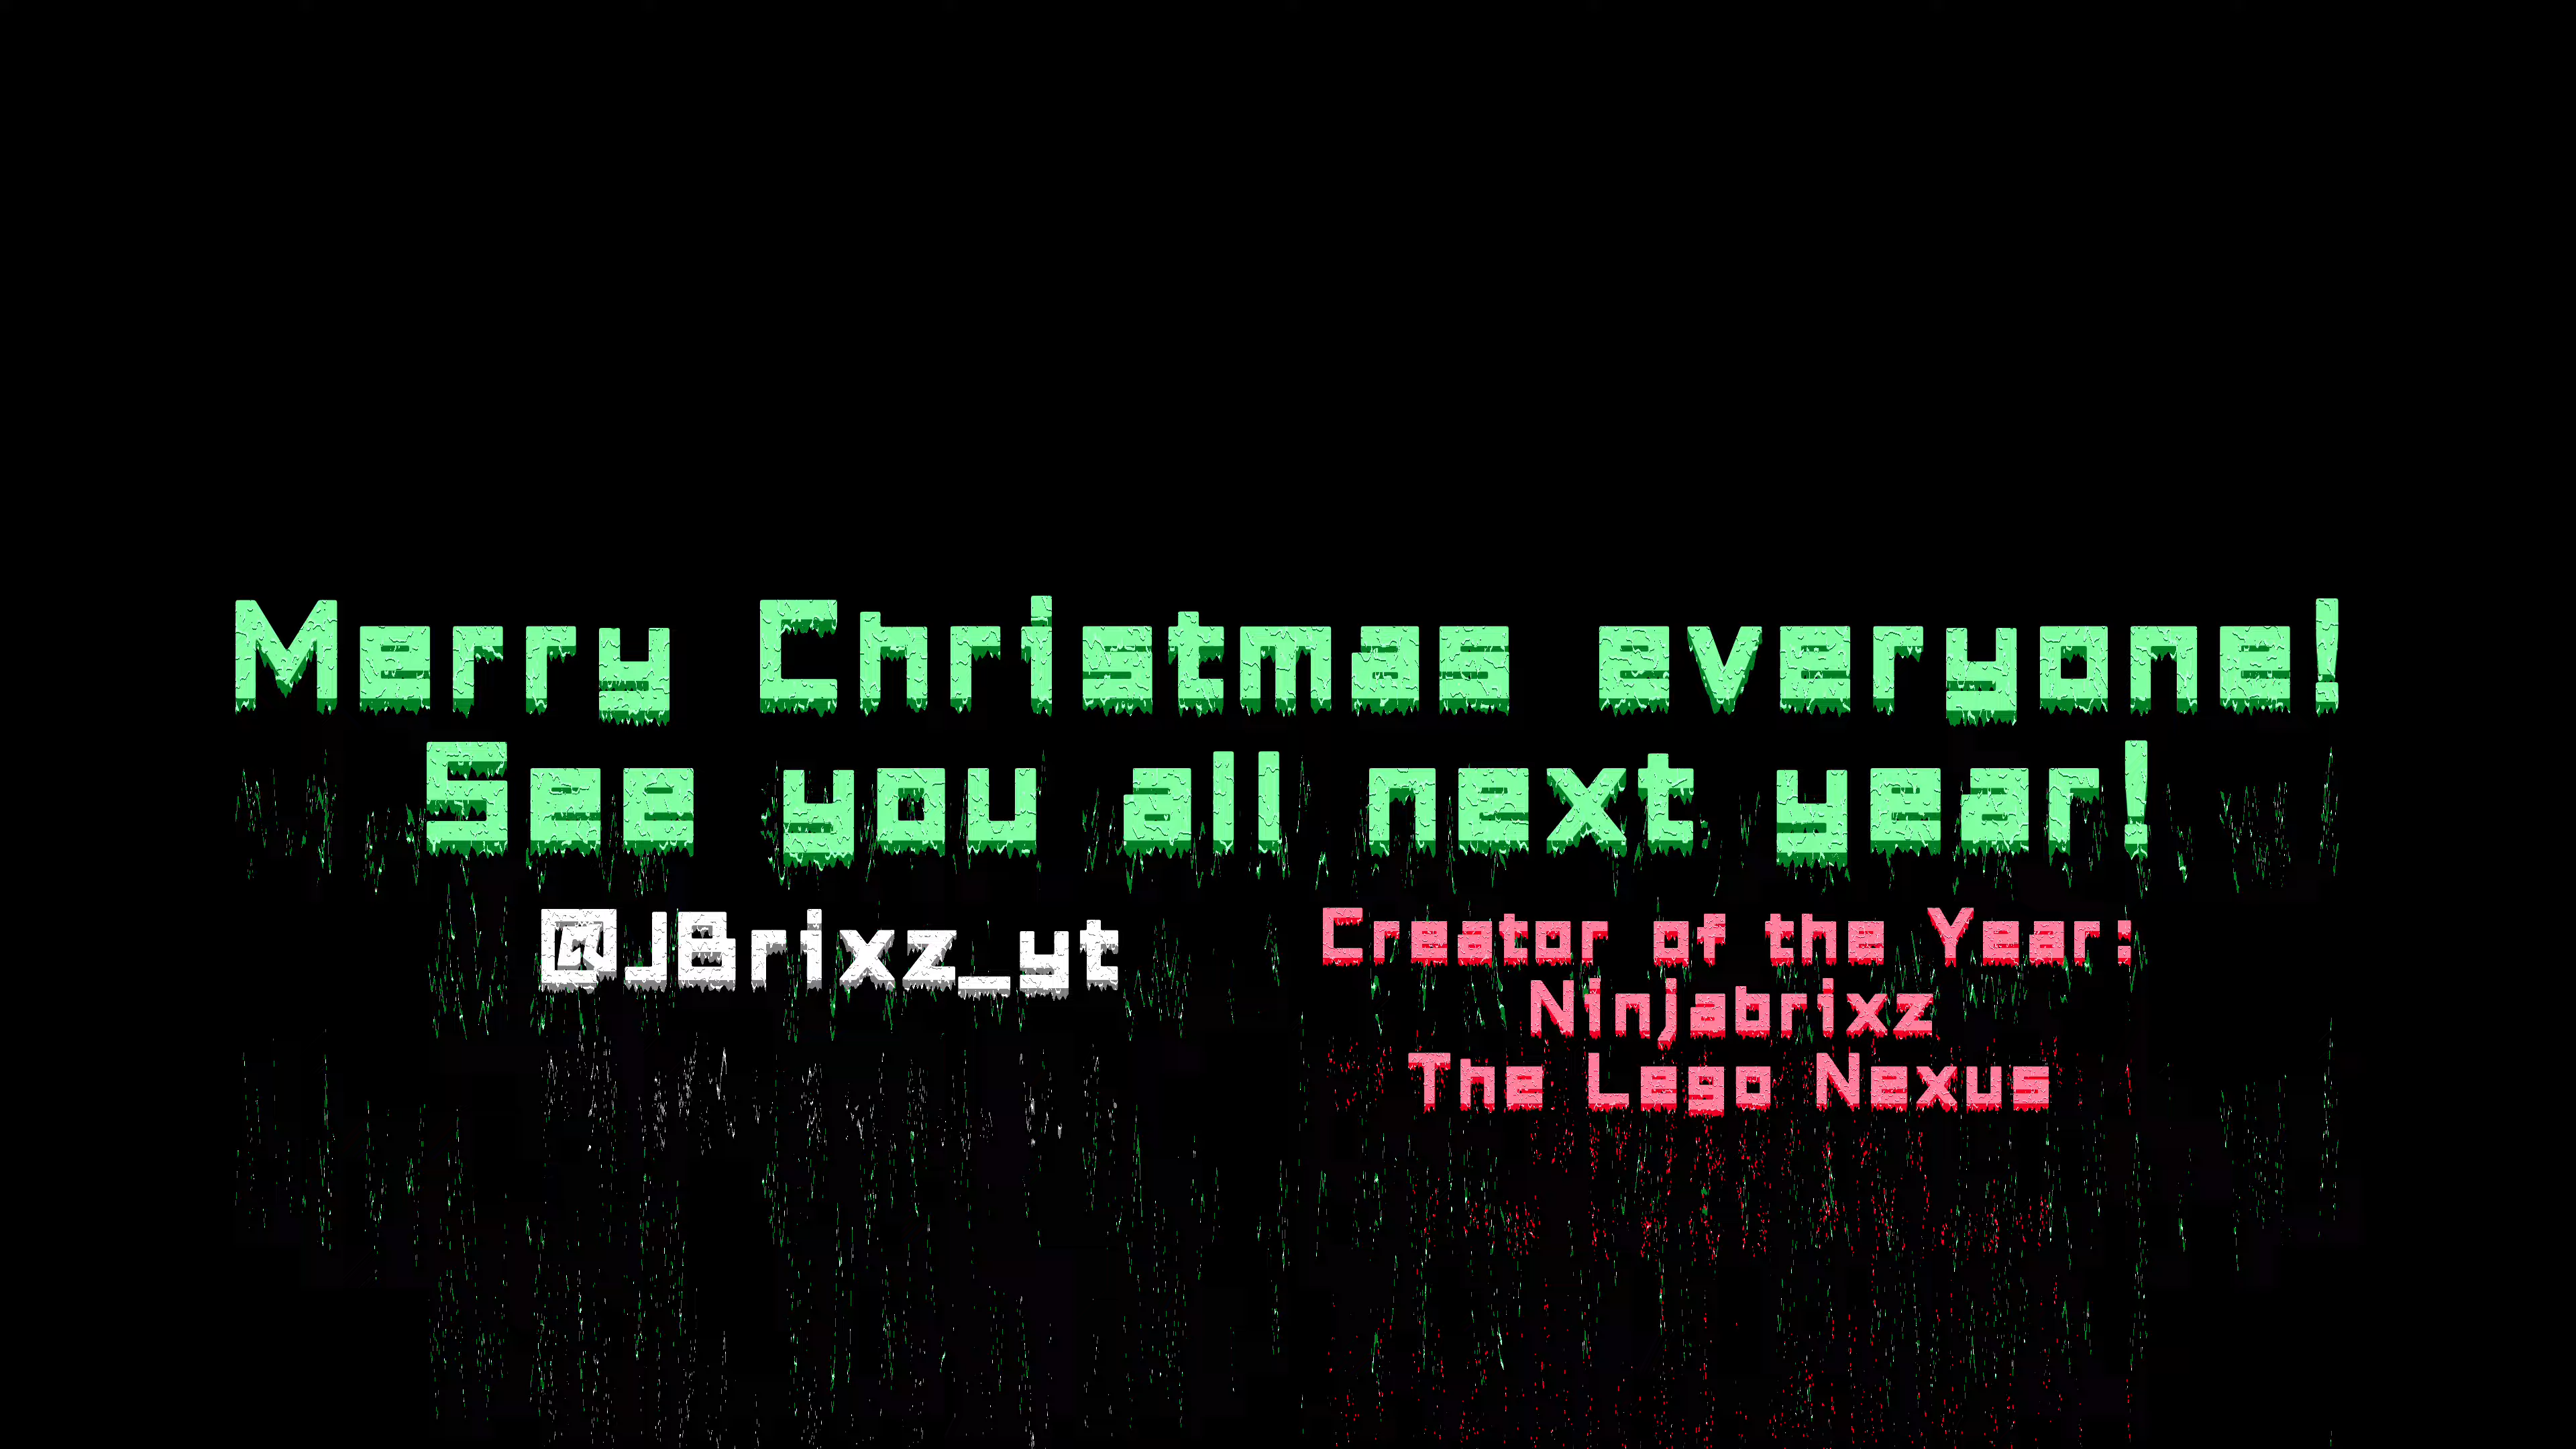 Merry Christmas everyone!
See you all next year!
@JBrixz_yt
Creator of the Year:
Ninjabrixz
The Lego Nexus